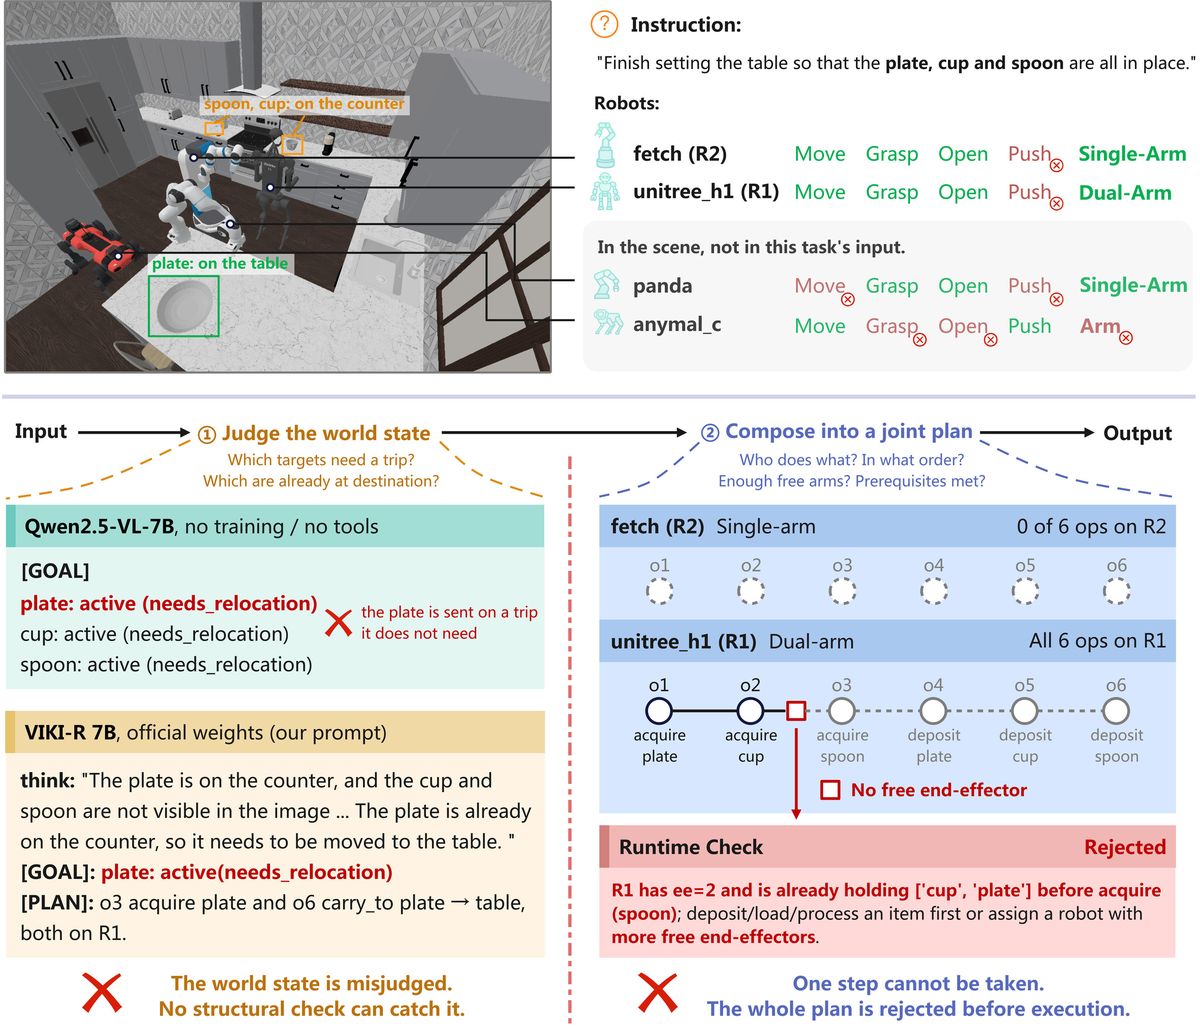 spoon, cup: on the counter
plate: on the table
? Instruction:
"Finish setting the table so that the plate, cup and spoon are all in place."
Robots:
fetch (R2) Move Grasp Open Push Single-Arm
unitree_h1 (R1) Move Grasp Open Push Dual-Arm
In the scene, not in this task's input.
panda Move Grasp Open Push Single-Arm
anymal_c Move Grasp Open Push Arm
Input ① Judge the world state ② Compose into a joint plan Output
Which targets need a trip?
Which are already at destination?
Who does what? In what order?
Enough free arms? Prerequisites met?
Qwen2.5-VL-7B, no training / no tools
[GOAL]
plate: active (needs_relocation)
cup: active (needs_relocation)
spoon: active (needs_relocation)
the plate is sent on a trip
it does not need
VIKI-R 7B, official weights (our prompt)
think: "The plate is on the counter, and the cup and
spoon are not visible in the image ... The plate is already
on the counter, so it needs to be moved to the table. "
[GOAL]: plate: active(needs_relocation)
[PLAN]: o3 acquire plate and o6 carry_to plate → table,
both on R1.
The world state is misjudged.
No structural check can catch it.
fetch (R2) Single-arm 0 of 6 ops on R2
o1 o2 o3 o4 o5 o6
unitree_h1 (R1) Dual-arm All 6 ops on R1
o1 o2 o3 o4 o5 o6
acquire acquire acquire deposit deposit deposit
plate cup spoon plate cup spoon
No free end-effector
Runtime Check Rejected
R1 has ee=2 and is already holding ['cup', 'plate'] before acquire
(spoon); deposit/load/process an item first or assign a robot with
more free end-effectors.
One step cannot be taken.
The whole plan is rejected before execution.